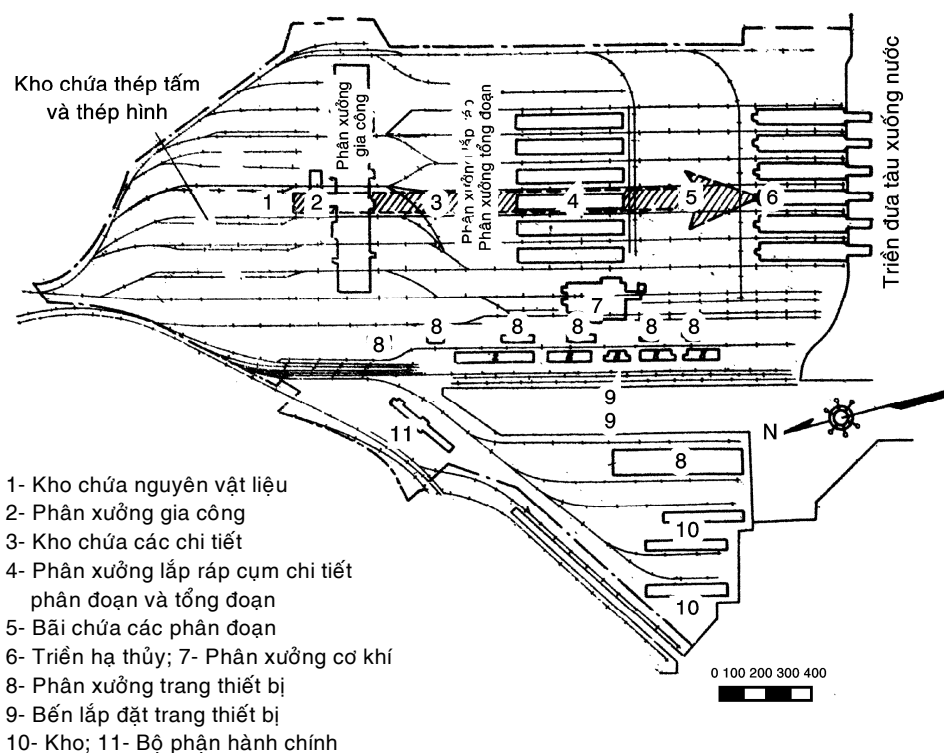 Kho chứa thép tấm
và thép hình
Phân xưởng
gia công
Phân xưởng lắp ráp
Phân xưởng tổng đoạn
Triền đưa tàu xuống nước
1
2
3
4
5
6
7
8
8
8
8
8
8
9
9
N
11
8
10
10
1- Kho chứa nguyên vật liệu
2- Phân xưởng gia công
3- Kho chứa các chi tiết
4- Phân xưởng lắp ráp cụm chi tiết
phân đoạn và tổng đoạn
5- Bãi chứa các phân đoạn
6- Triền hạ thủy; 7- Phân xưởng cơ khí
8- Phân xưởng trang thiết bị
9- Bến lắp đặt trang thiết bị
10- Kho; 11- Bộ phận hành chính
0 100 200 300 400